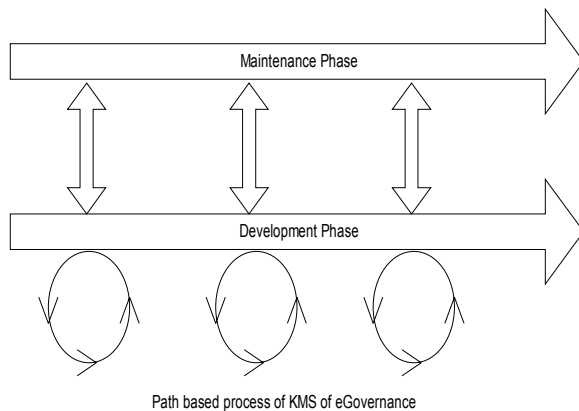 Maintenance Phase
Development Phase
Path based process of KMS of eGovernance